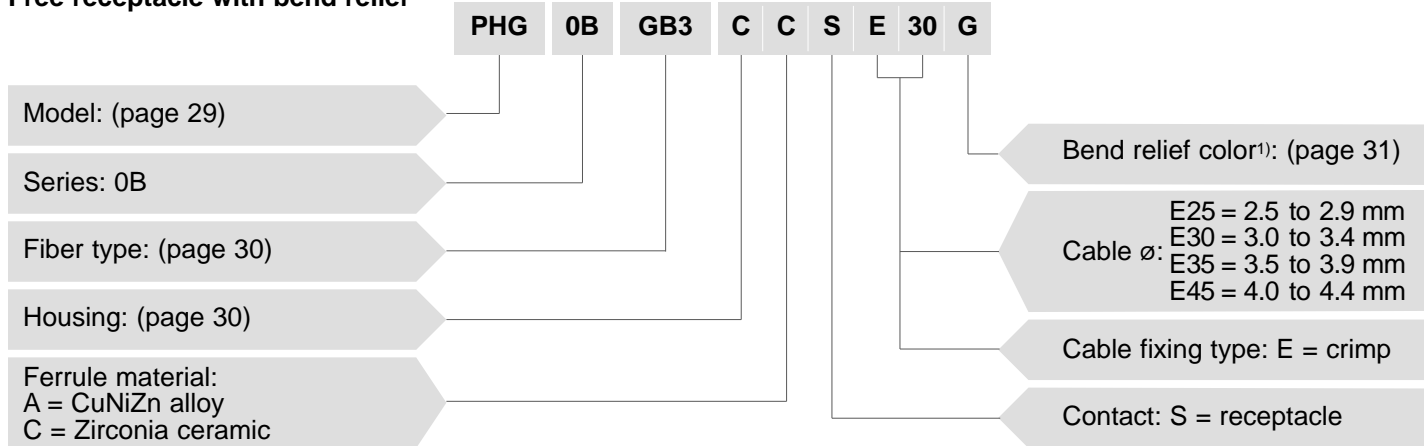 Free receptacle with bend relief
PHG 0B GB3 C C S E 30 G
Model: (page 29)
Series: 0B
Fiber type: (page 30)
Housing: (page 30)
Ferrule material:
A = CuNiZn alloy
C = Zirconia ceramic
Bend relief color1): (page 31)
Cable ø:
E25 = 2.5 to 2.9 mm
E30 = 3.0 to 3.4 mm
E35 = 3.5 to 3.9 mm
E45 = 4.0 to 4.4 mm
Cable fixing type: E = crimp
Contact: S = receptacle